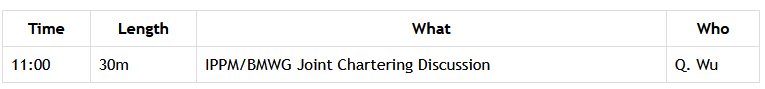 Time Length What Who
11:00 30m IPPM/BMWG Joint Chartering Discussion Q. Wu